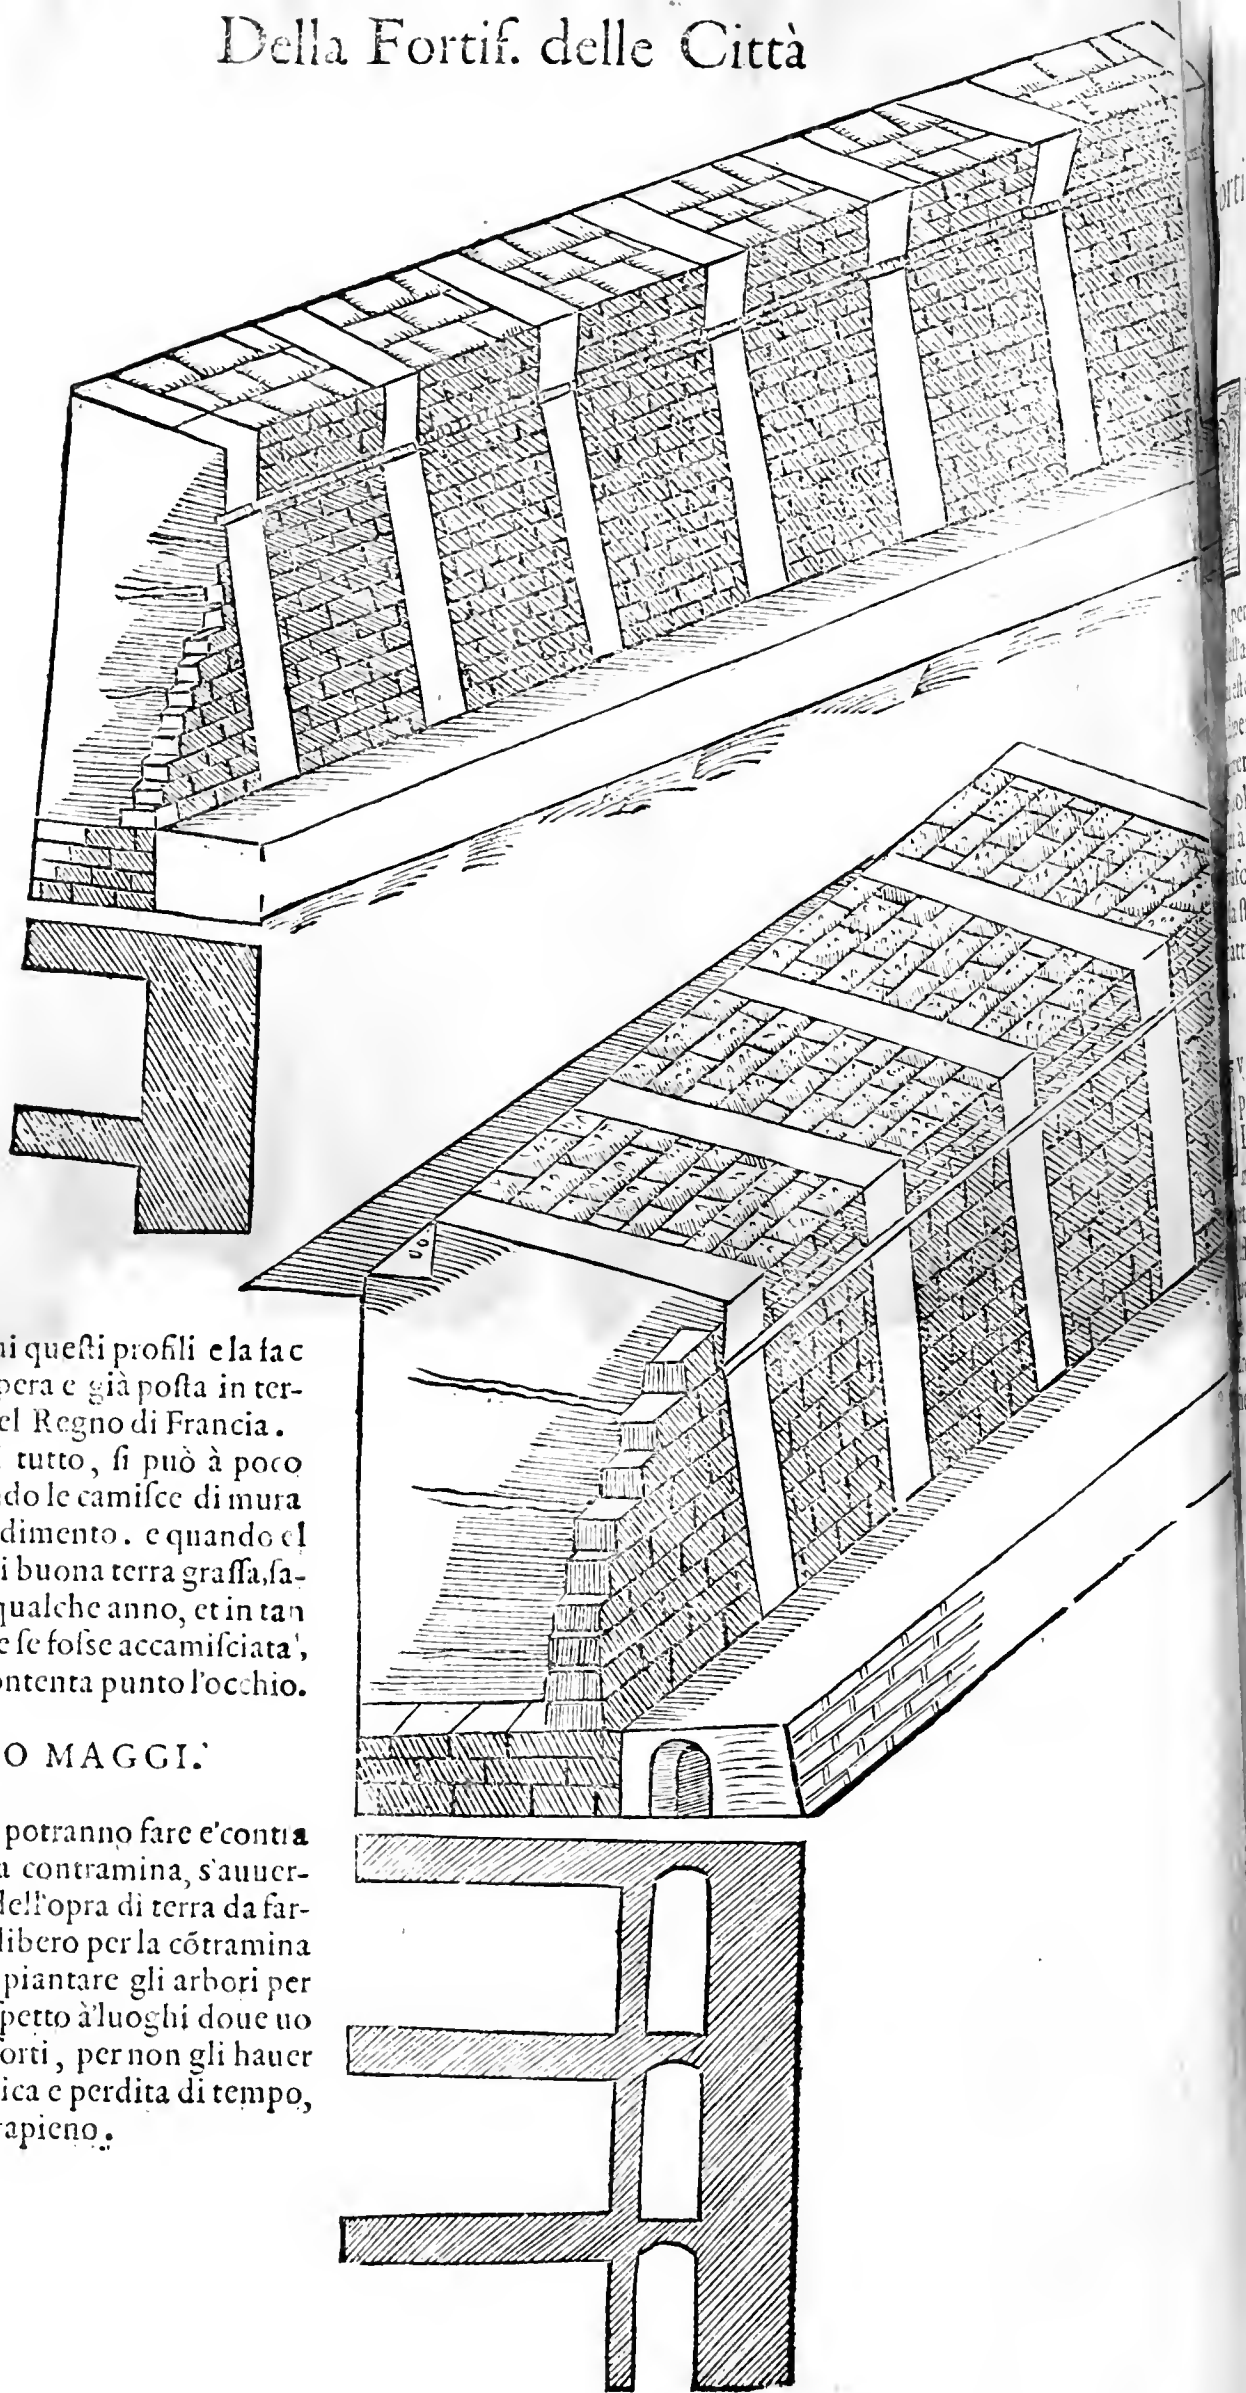 Della Fortif. delle Città
queſti profili e la fac
pera e già poſta in ter-
el Regno di Francia.
tutto, ſi può à poco
do le camiſce di mura
dimento. e quando el
i buona terra graſſa, ſa-
qualche anno, et in tan
e ſe foſse accamiſciata',
ontenta punto l'occhio.
O MAGGI.
potranno fare e' contra
a contramina, s'auuer-
dell'opra di terra da far-
libero per la cōtramina
piantare gli arbori per
ſpetto à'luoghi doue uo
orti, per non gli hauer
ica e perdita di tempo,
rapieno.